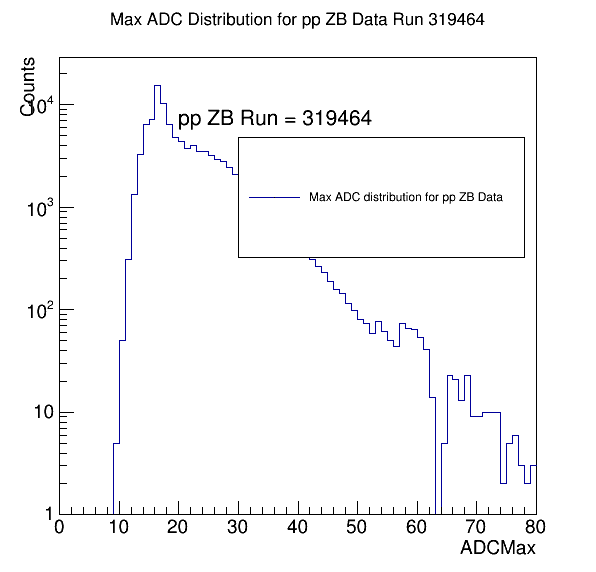 Max ADC Distribution for pp ZB Data Run 319464
Counts
10^4
pp ZB Run = 319464
Max ADC distribution for pp ZB Data
10^3
10^2
10
1
0 10 20 30 40 50 60 70 80
ADCMax